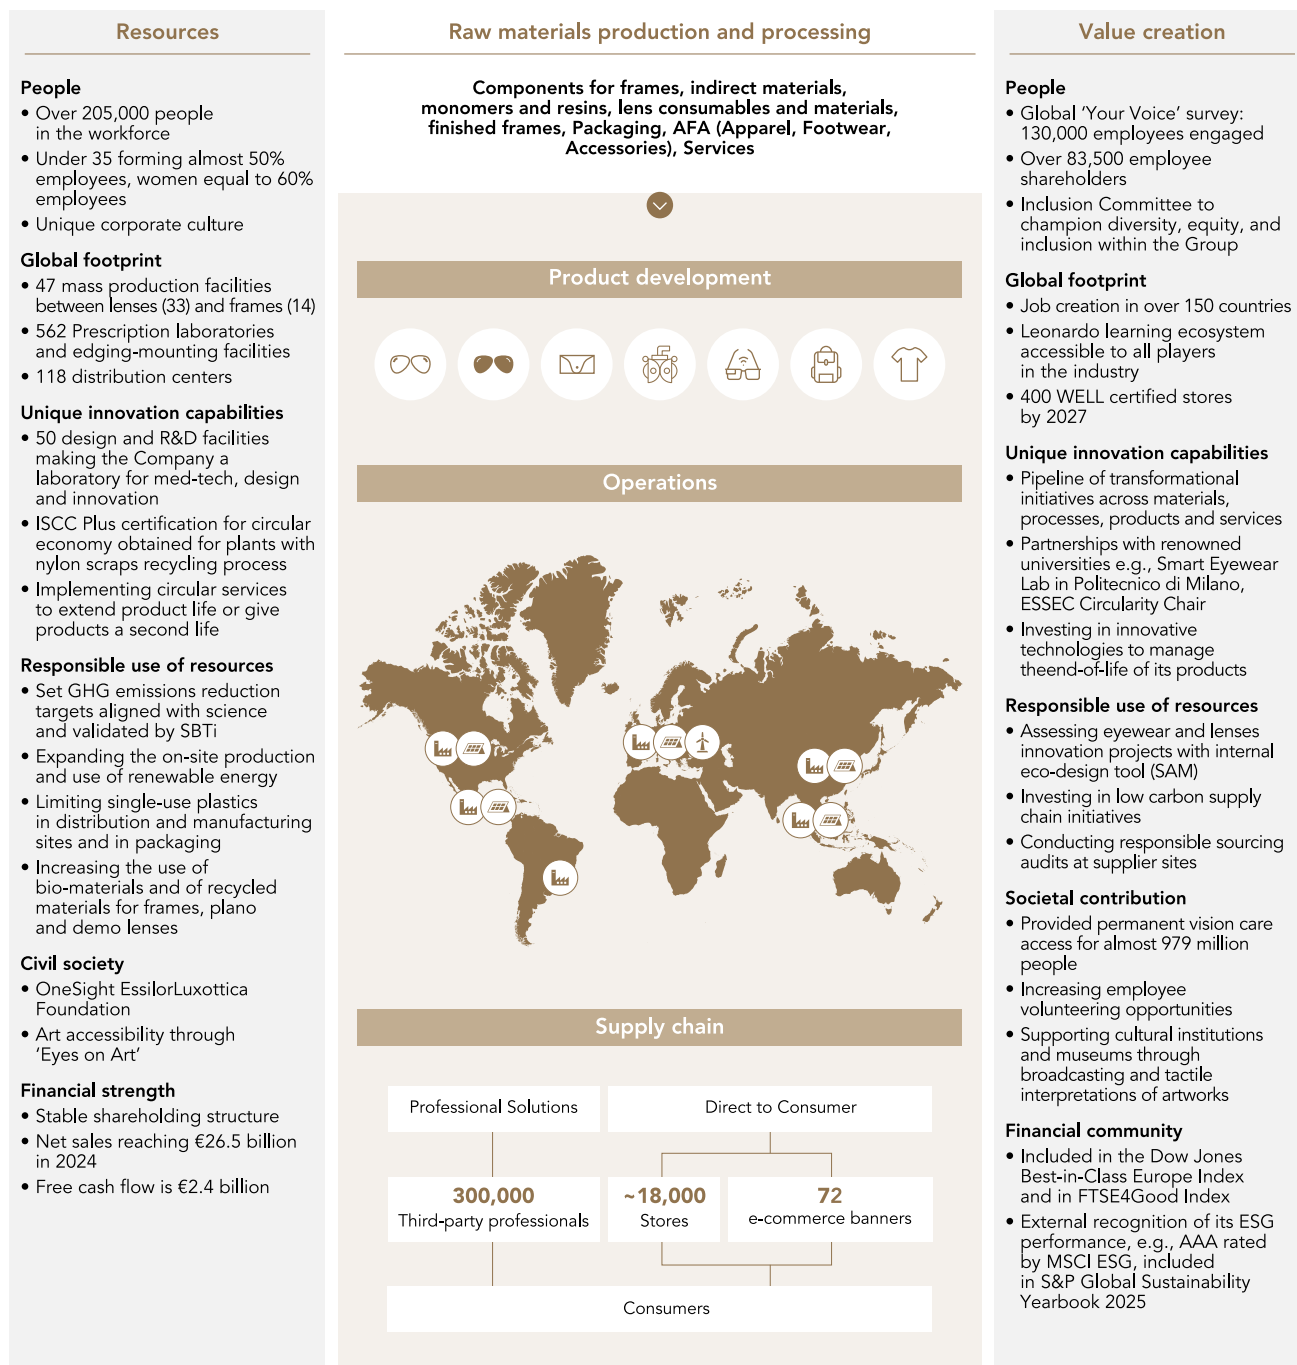 Resources
People
• Over 205,000 people
in the workforce
• Under 35 forming almost 50%
employees, women equal to 60%
employees
• Unique corporate culture
Global footprint
• 47 mass production facilities
between lenses (33) and frames (14)
• 562 Prescription laboratories
and edging-mounting facilities
• 118 distribution centers
Unique innovation capabilities
• 50 design and R&D facilities
making the Company a
laboratory for med-tech, design
and innovation
• ISCC Plus certification for circular
economy obtained for plants with
nylon scraps recycling process
• Implementing circular services
to extend product life or give
products a second life
Responsible use of resources
• Set GHG emissions reduction
targets aligned with science
and validated by SBTi
• Expanding the on-site production
and use of renewable energy
• Limiting single-use plastics
in distribution and manufacturing
sites and in packaging
• Increasing the use of
bio-materials and of recycled
materials for frames, plano
and demo lenses
Civil society
• OneSight EssilorLuxottica
Foundation
• Art accessibility through
‘Eyes on Art’
Financial strength
• Stable shareholding structure
• Net sales reaching €26.5 billion
in 2024
• Free cash flow is €2.4 billion
Raw materials production and processing
Components for frames, indirect materials,
monomers and resins, lens consumables and materials,
finished frames, Packaging, AFA (Apparel, Footwear,
Accessories), Services
Product development
Operations
Supply chain
Professional Solutions
Direct to Consumer
300,000
Third-party professionals
~18,000
Stores
72
e-commerce banners
Consumers
Value creation
People
• Global ‘Your Voice’ survey:
130,000 employees engaged
• Over 83,500 employee
shareholders
• Inclusion Committee to
champion diversity, equity, and
inclusion within the Group
Global footprint
• Job creation in over 150 countries
• Leonardo learning ecosystem
accessible to all players
in the industry
• 400 WELL certified stores
by 2027
Unique innovation capabilities
• Pipeline of transformational
initiatives across materials,
processes, products and services
• Partnerships with renowned
universities e.g., Smart Eyewear
Lab in Politecnico di Milano,
ESSEC Circularity Chair
• Investing in innovative
technologies to manage
theend-of-life of its products
Responsible use of resources
• Assessing eyewear and lenses
innovation projects with internal
eco-design tool (SAM)
• Investing in low carbon supply
chain initiatives
• Conducting responsible sourcing
audits at supplier sites
Societal contribution
• Provided permanent vision care
access for almost 979 million
people
• Increasing employee
volunteering opportunities
• Supporting cultural institutions
and museums through
broadcasting and tactile
interpretations of artworks
Financial community
• Included in the Dow Jones
Best-in-Class Europe Index
and in FTSE4Good Index
• External recognition of its ESG
performance, e.g., AAA rated
by MSCI ESG, included
in S&P Global Sustainability
Yearbook 2025